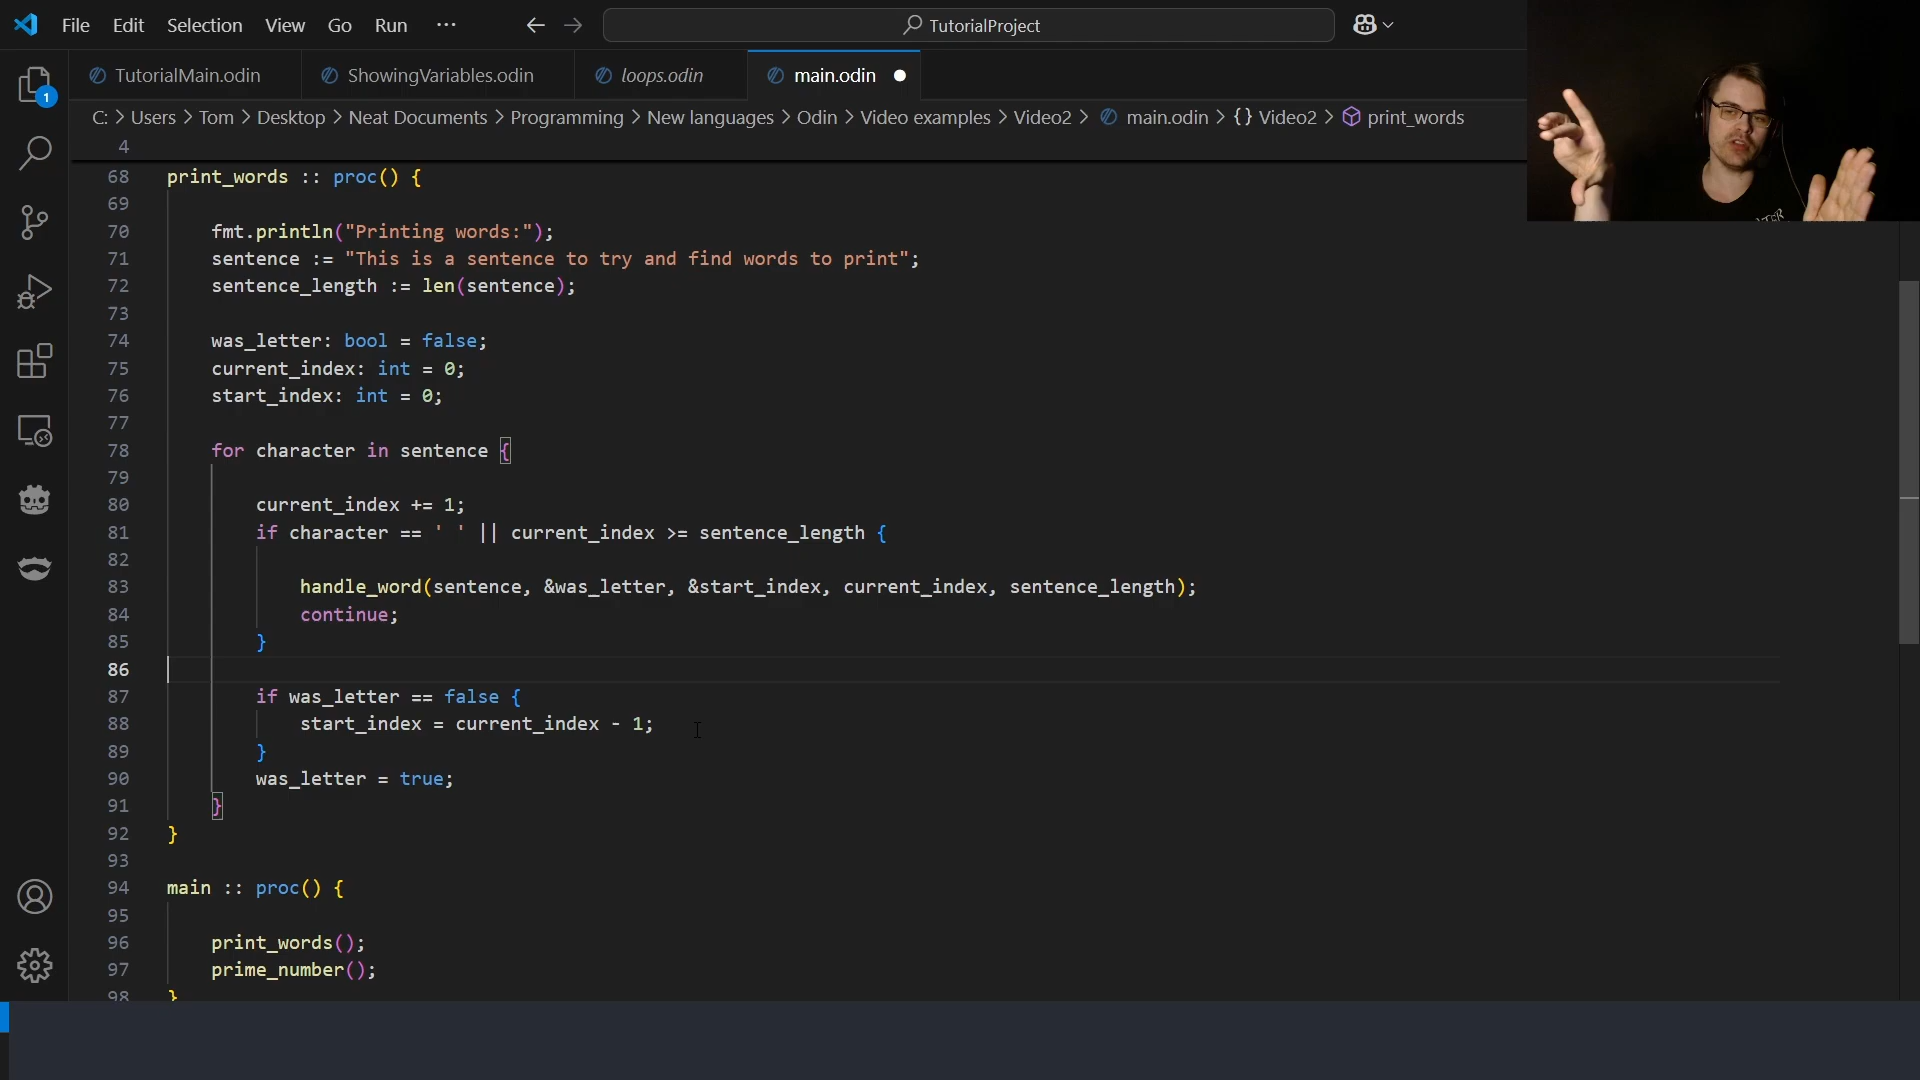 File Edit Selection View Go Run ··· TutorialProject
TutorialMain.odin ShowingVariables.odin loops.odin main.odin
C: > Users > Tom > Desktop > Neat Documents > Programming > New languages > Odin > Video examples > Video2 > main.odin > {} Video2 > print_words
1
4
68 print_words :: proc() {
69
70 fmt.println("Printing words:");
71 sentence := "This is a sentence to try and find words to print";
72 sentence_length := len(sentence);
73
74 was_letter: bool = false;
75 current_index: int = 0;
76 start_index: int = 0;
77
78 for character in sentence {
79
80 current_index += 1;
81 if character == ' ' || current_index >= sentence_length {
82
83 handle_word(sentence, &was_letter, &start_index, current_index, sentence_length);
84 continue;
85 }
86
87 if was_letter == false {
88 start_index = current_index - 1;
89 }
90 was_letter = true;
91 }
92 }
93
94 main :: proc() {
95
96 print_words();
97 prime_number();
98 }